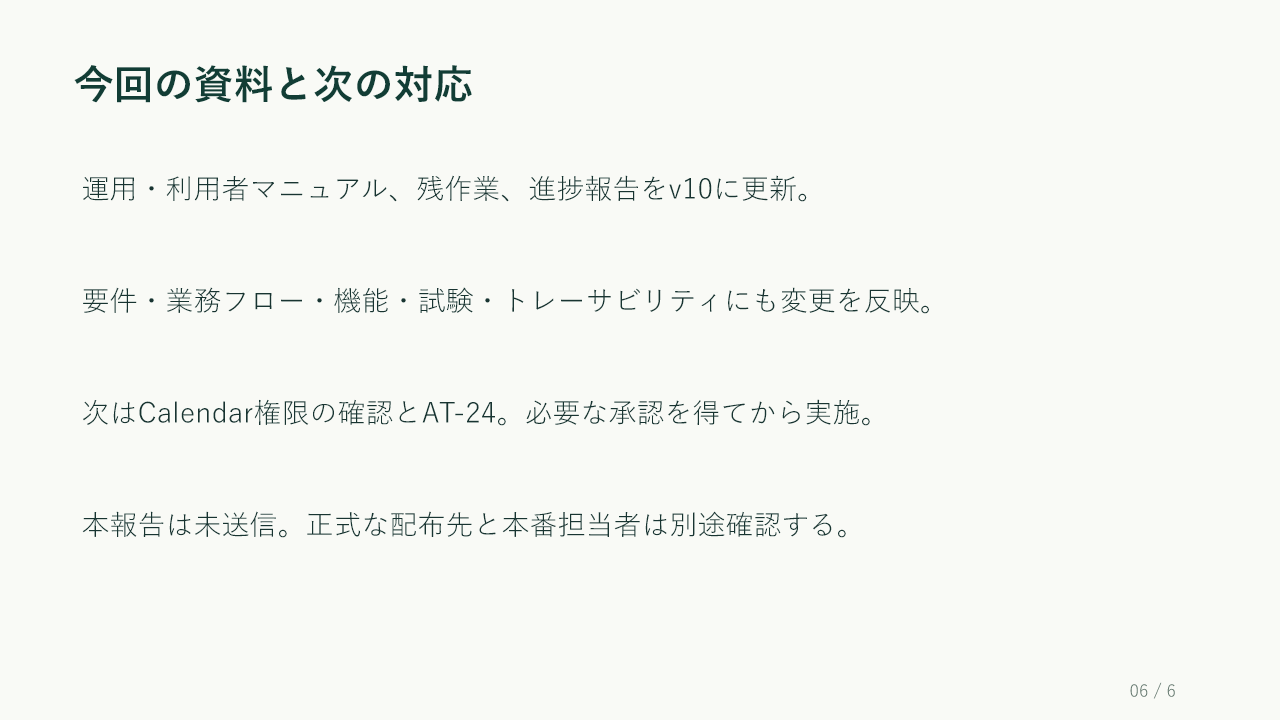 今回の資料と次の対応
運用・利用者マニュアル、残作業、進捗報告をv10に更新。
要件・業務フロー・機能・試験・トレーサビリティにも変更を反映。
次はCalendar権限の確認とAT-24。必要な承認を得てから実施。
本報告は未送信。正式な配布先と本番担当者は別途確認する。
06 / 6